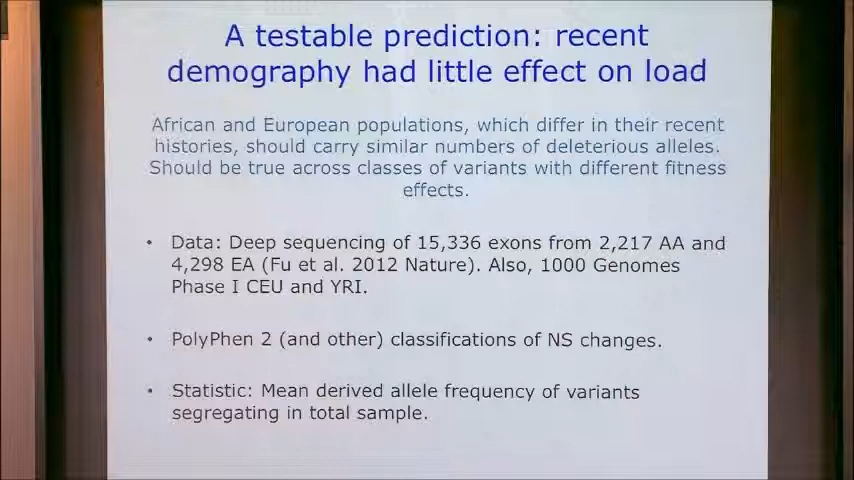 A testable prediction: recent
demography had little effect on load
African and European populations, which differ in their recent
histories, should carry similar numbers of deleterious alleles.
Should be true across classes of variants with different fitness
effects.
• Data: Deep sequencing of 15,336 exons from 2,217 AA and
4,298 EA (Fu et al. 2012 Nature). Also, 1000 Genomes
Phase I CEU and YRI.
• PolyPhen 2 (and other) classifications of NS changes.
• Statistic: Mean derived allele frequency of variants
segregating in total sample.